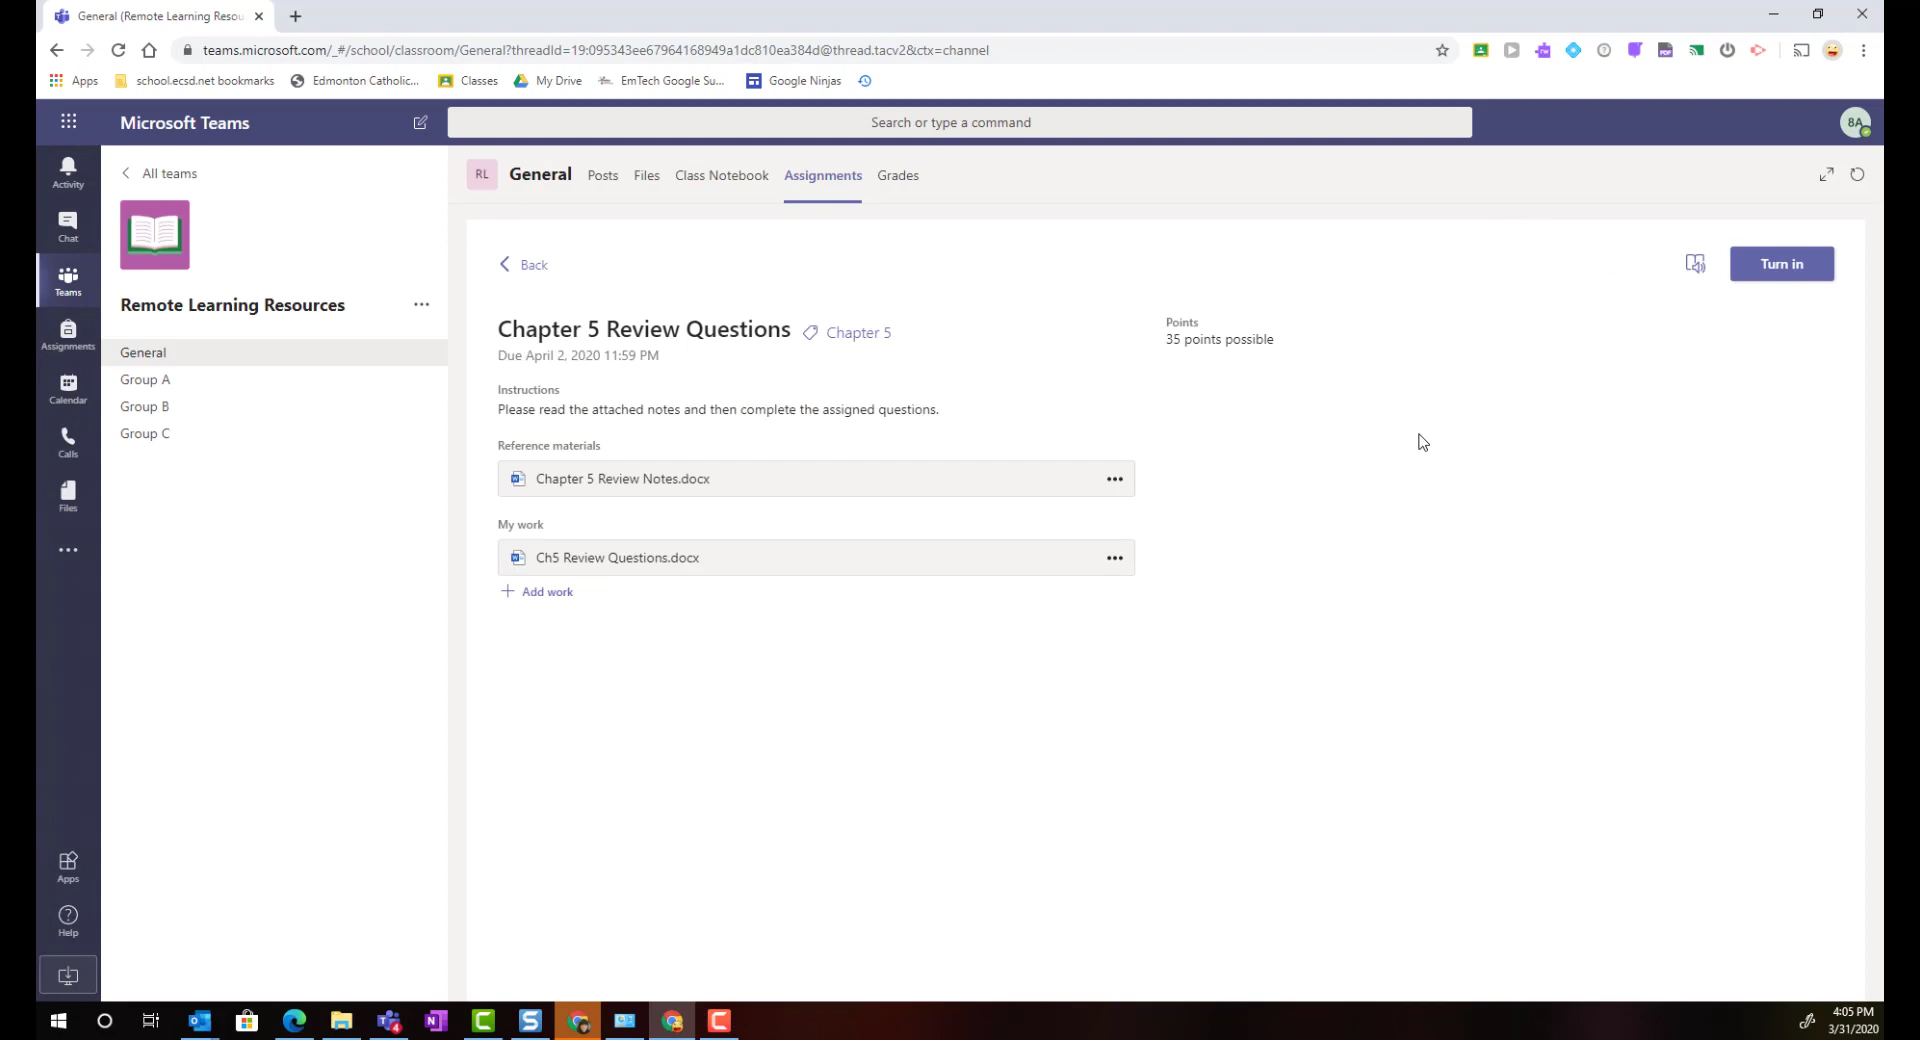 General (Remote Learning Resou
teams.microsoft.com/_#/school/classroom/General?threadId=19:095343ee67964168949a1dc810ea384d@thread.tacv2&ctx=channel
Apps school.ecsd.net bookmarks Edmonton Catholic... Classes My Drive EmTech Google Su... Google Ninjas
Microsoft Teams
Search or type a command
8A
Activity
Chat
Teams
Assignments
Calendar
Calls
Files
Apps
Help
All teams
Remote Learning Resources
General
Group A
Group B
Group C
RL General Posts Files Class Notebook Assignments Grades
Back
Turn in
Chapter 5 Review Questions Chapter 5
Due April 2, 2020 11:59 PM
Points
35 points possible
Instructions
Please read the attached notes and then complete the assigned questions.
Reference materials
Chapter 5 Review Notes.docx
My work
Ch5 Review Questions.docx
Add work
4:05 PM
3/31/2020